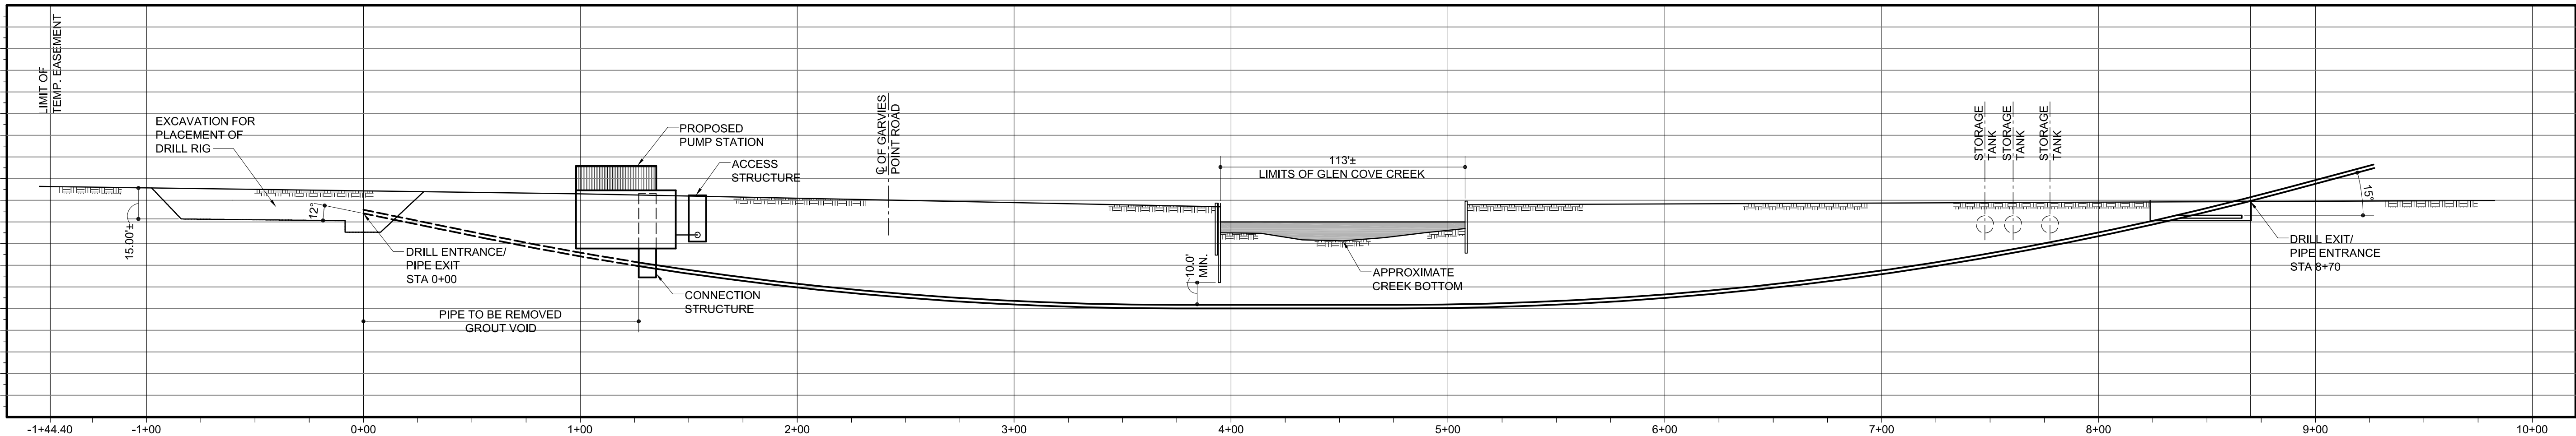 LIMIT OF
TEMP. EASEMENT
EXCAVATION FOR
PLACEMENT OF
DRILL RIG
15.00'±
12°
DRILL ENTRANCE/
PIPE EXIT
STA 0+00
PIPE TO BE REMOVED
GROUT VOID
PROPOSED
PUMP STATION
ACCESS
STRUCTURE
CONNECTION
STRUCTURE
℄ OF GARVIES
POINT ROAD
113'±
LIMITS OF GLEN COVE CREEK
10.0'
MIN.
APPROXIMATE
CREEK BOTTOM
STORAGE
TANK
STORAGE
TANK
STORAGE
TANK
15°
DRILL EXIT/
PIPE ENTRANCE
STA 8+70
-1+44.40
-1+00
0+00
1+00
2+00
3+00
4+00
5+00
6+00
7+00
8+00
9+00
10+00